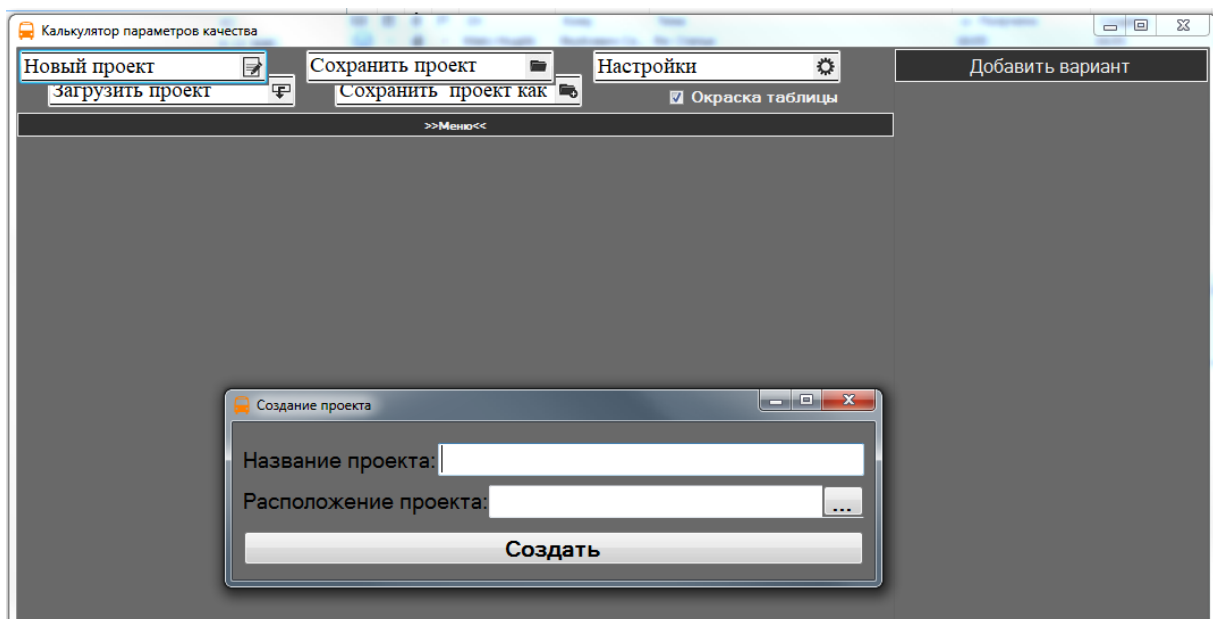 Калькулятор параметров качества
Новый проект
Сохранить проект
Настройки
Добавить вариант
Загрузить проект
Сохранить проект как
Окраска таблицы
>>Меню<<
Создание проекта
Название проекта:
Расположение проекта:
...
Создать